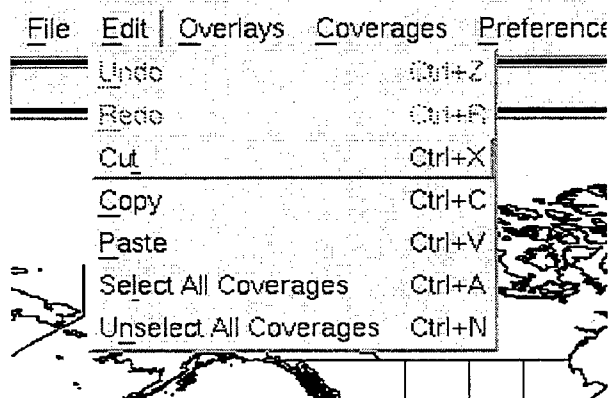 File Edit Overlays Coverages Preference
Undo Ctrl+Z
Redo Ctrl+R
Cut Ctrl+X
Copy Ctrl+C
Paste Ctrl+V
Select All Coverages Ctrl+A
Unselect All Coverages Ctrl+N